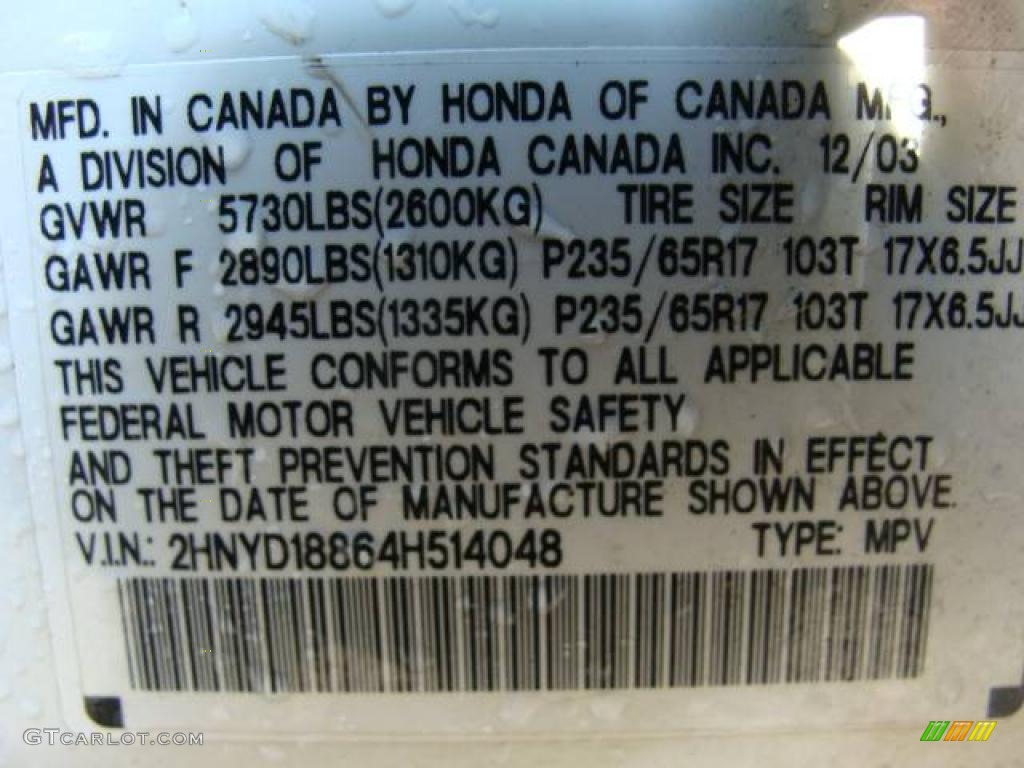 MFD. IN CANADA BY HONDA OF CANADA MFG.,
A DIVISION OF HONDA CANADA INC. 12/03
GVWR 5730LBS(2600KG) TIRE SIZE RIM SIZE
GAWR F 2890LBS(1310KG) P235/65R17 103T 17X6.5JJ
GAWR R 2945LBS(1335KG) P235/65R17 103T 17X6.5JJ
THIS VEHICLE CONFORMS TO ALL APPLICABLE
FEDERAL MOTOR VEHICLE SAFETY
AND THEFT PREVENTION STANDARDS IN EFFECT
ON THE DATE OF MANUFACTURE SHOWN ABOVE.
V.I.N.: 2HNYD18864H514048 TYPE: MPV
GTCARLOT.COM